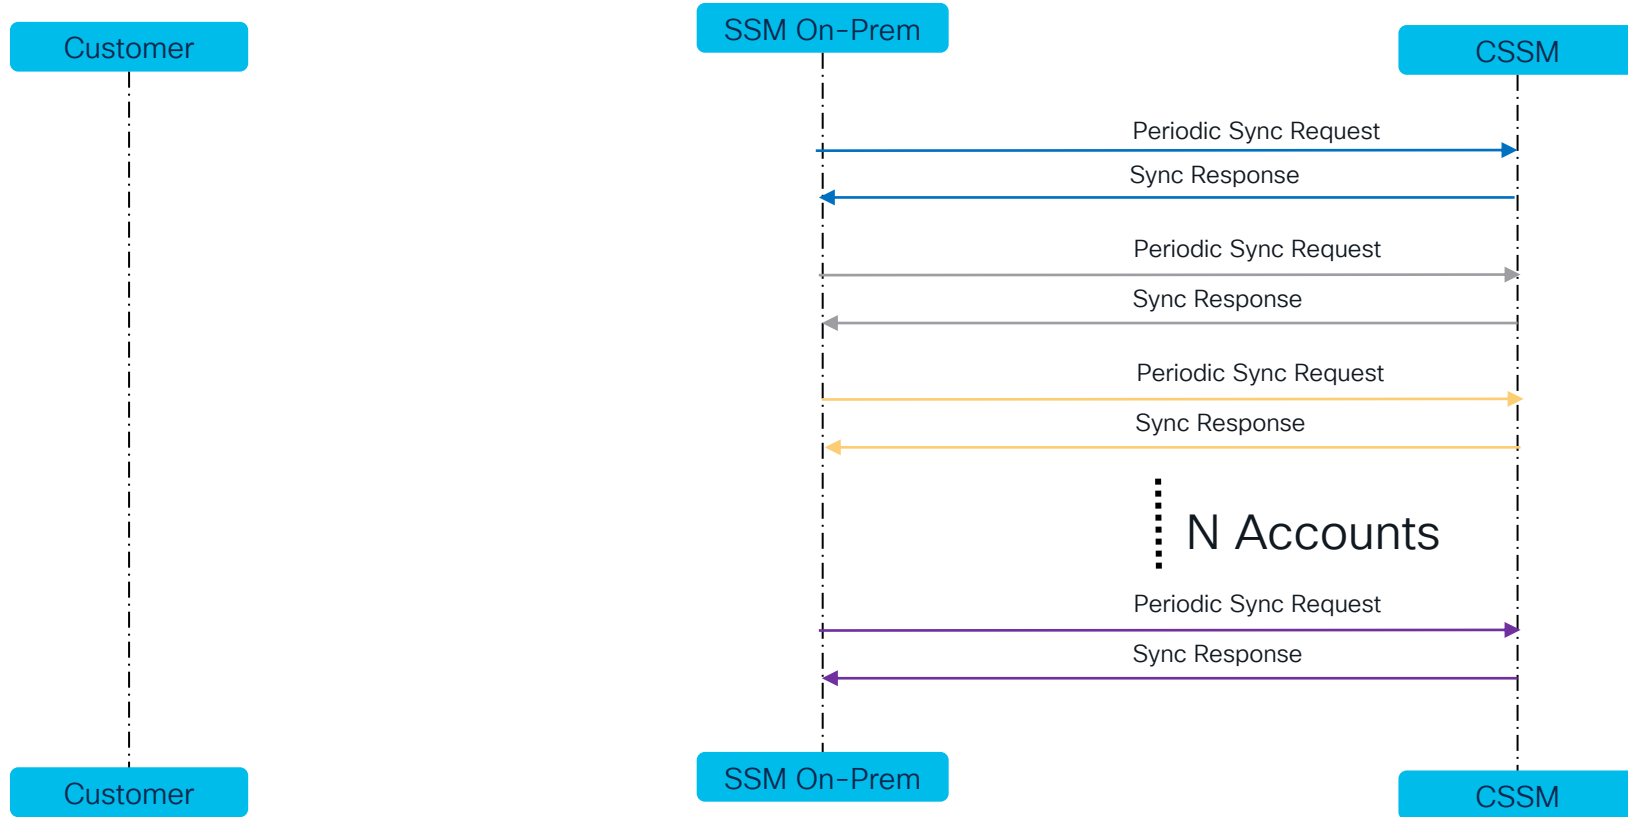 Customer
SSM On-Prem
CSSM
Periodic Sync Request
Sync Response
Periodic Sync Request
Sync Response
Periodic Sync Request
Sync Response
N Accounts
Periodic Sync Request
Sync Response
Customer
SSM On-Prem
CSSM